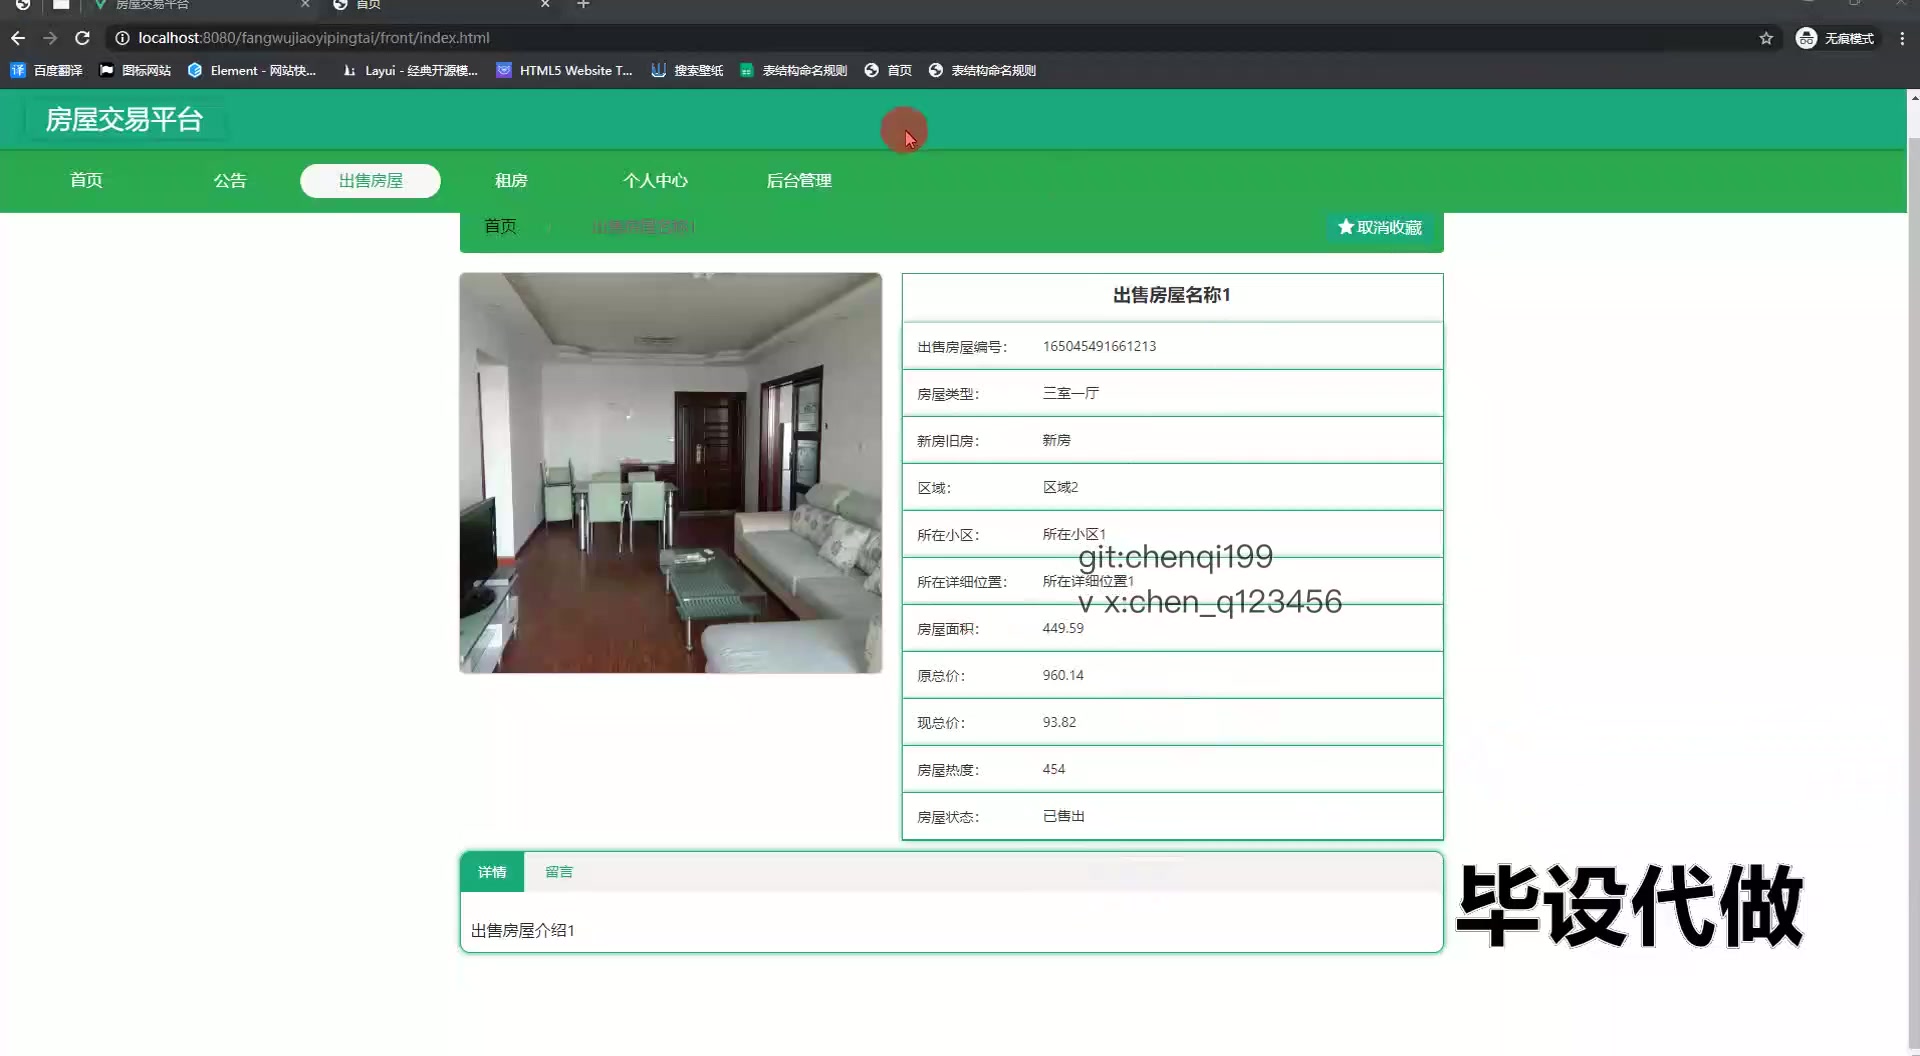 房屋交易平台
首页
localhost:8080/fangwujiaoyipingtai/front/index.html
无痕模式
百度翻译
图标网站
Element - 网站快...
Layui - 经典开源模...
HTML5 Website T...
搜索壁纸
表结构命名规则
首页
表结构命名规则
房屋交易平台
首页
公告
出售房屋
租房
个人中心
后台管理
首页
出售房屋名称1
取消收藏
出售房屋名称1
出售房屋编号: 165045491661213
房屋类型: 三室一厅
新房旧房: 新房
区域: 区域2
所在小区: 所在小区1
git:chenqi199
所在详细位置: 所在详细位置1
v x:chen_q123456
房屋面积: 449.59
原总价: 960.14
现总价: 93.82
房屋热度: 454
房屋状态: 已售出
详情
留言
出售房屋介绍1
毕设代做